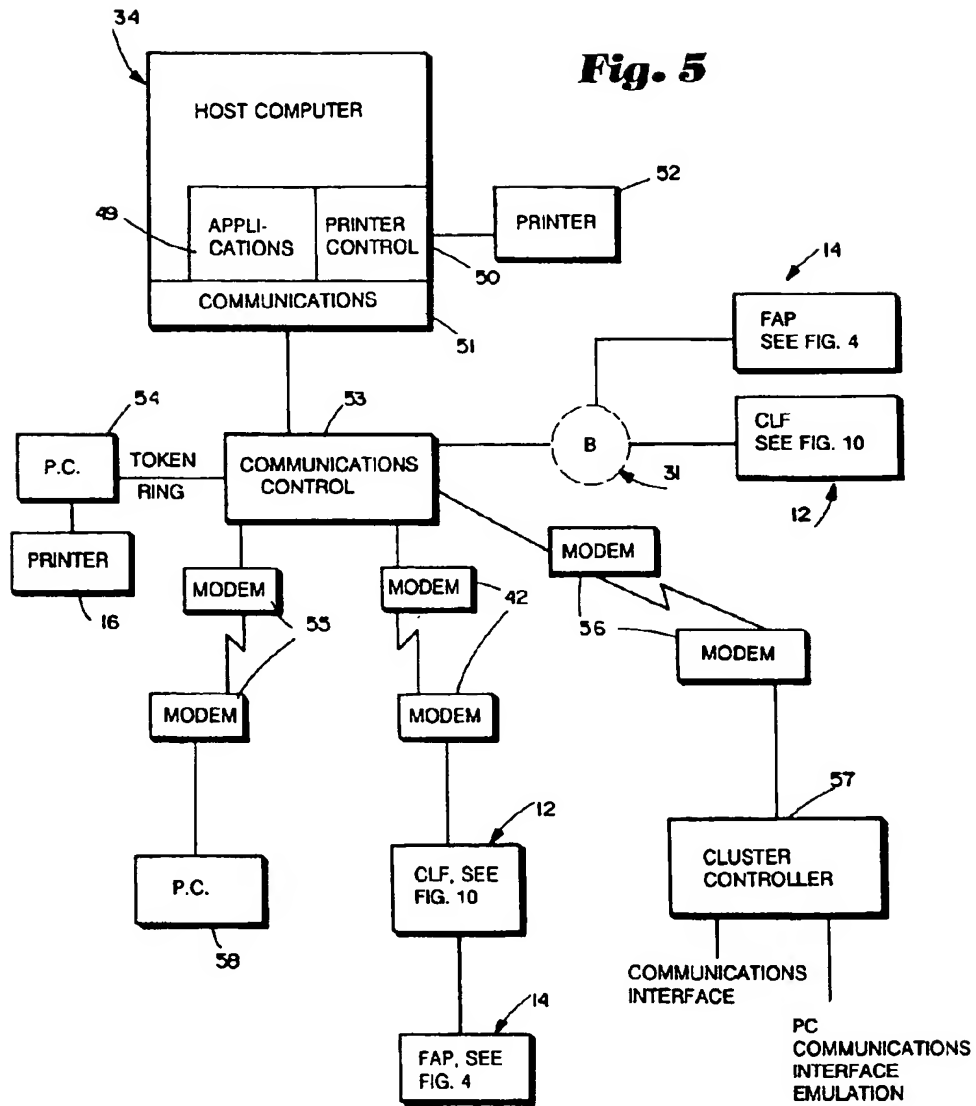 34
Fig. 5
HOST COMPUTER
52
49
APPLI-
CATIONS
PRINTER
CONTROL
PRINTER
50
14
COMMUNICATIONS
51
FAP
SEE FIG. 4
54
53
P.C.
TOKEN
RING
COMMUNICATIONS
CONTROL
B
31
CLF
SEE FIG. 10
12
PRINTER
16
MODEM
55
MODEM
42
MODEM
56
MODEM
MODEM
MODEM
57
12
P.C.
58
CLF, SEE
FIG. 10
CLUSTER
CONTROLLER
COMMUNICATIONS
INTERFACE
14
FAP, SEE
FIG. 4
PC
COMMUNICATIONS
INTERFACE
EMULATION